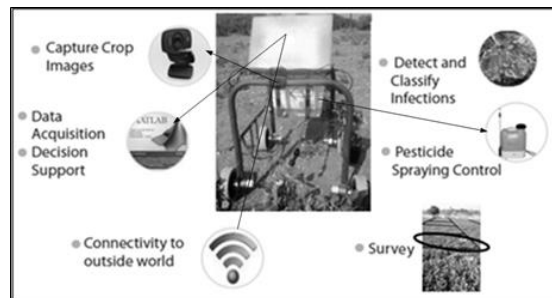 Capture Crop
Images
Data
Acquisition
Decision
Support
Connectivity to
outside world
Detect and
Classify
Infections
Pesticide
Spraying Control
Survey